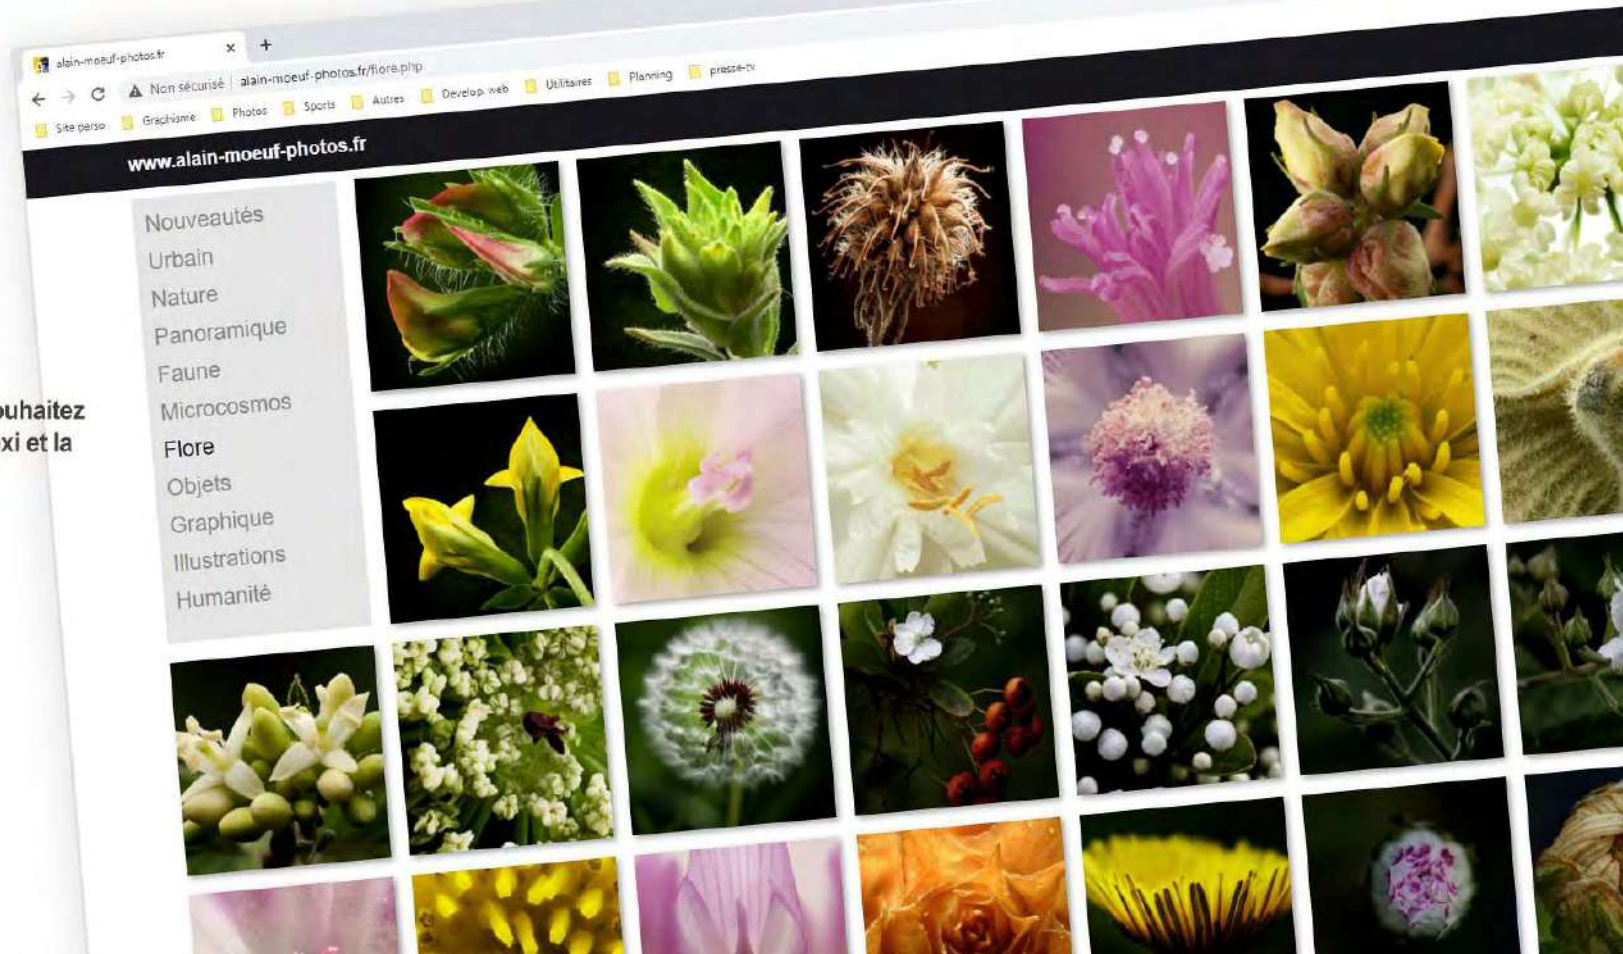 alain-moeuf-photos.fr
Non sécurisé | alain-moeuf-photos.fr/flore.php
Site perso Graphisme Photos Sports Autres Develop. web Utilitaires Planning presse-tv
www.alain-moeuf-photos.fr
Nouveautés
Urbain
Nature
Panoramique
Faune
Microcosmos
Flore
Objets
Graphique
Illustrations
Humanité
ouhaitez
xi et la